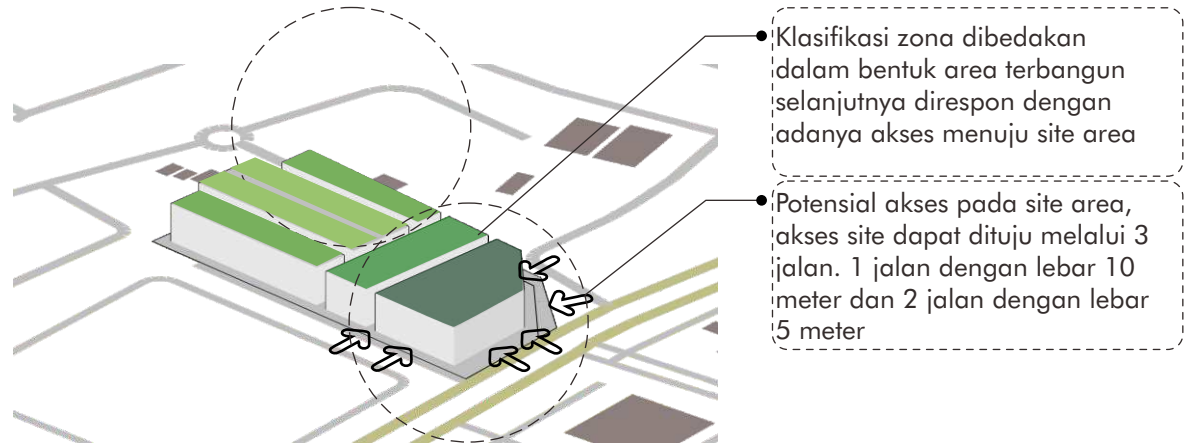 Klasifikasi zona dibedakan
dalam bentuk area terbangun
selanjutnya direspon dengan
adanya akses menuju site area
Potensial akses pada site area,
akses site dapat dituju melalui 3
jalan. 1 jalan dengan lebar 10
meter dan 2 jalan dengan lebar
5 meter